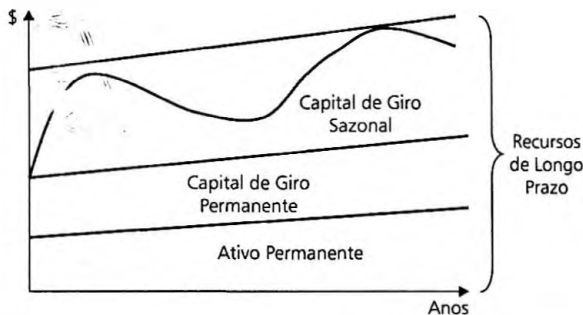 $
Capital de Giro
Sazonal
Capital de Giro
Permanente
Ativo Permanente
Recursos
de Longo
Prazo
Anos